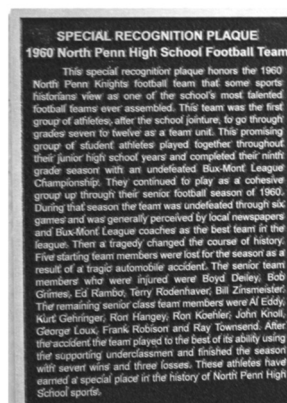 SPECIAL RECOGNITION PLAQUE
1960 North Penn High School Football Team
This special recognition plaque honors the 1960
North Penn Knights football team that some sports
historians view as one of the school's most talented
football teams ever assembled. This team was the first
group of athletes, after the school jointure, to go through
grades seven to twelve as a team unit. This promising
group of student athletes played together throughout
their junior high school years and completed their ninth
grade season with an undefeated Bux-Mont League
Championship. They continued to play as a cohesive
group up through their senior football season of 1960.
During that season the team was undefeated through six
games and was generally perceived by local newspapers
and Bux-Mont League coaches as the best team in the
league. Then a tragedy changed the course of history.
Five starting team members were lost for the season as a
result of a tragic automobile accident. The senior team
members who were injured were Boyd Deiley, Bob
Grimes, Ed Rambo, Terry Rodenhaver, Bill Zinsmeister.
The remaining senior class team members were Al Eddy,
Kurt Gehringer, Ron Hangey, Ron Koehler, John Knoll,
George Loux, Frank Robison and Ray Townsend. After
the accident the team played to the best of its ability using
the supporting underclassmen and finished the season
with seven wins and three losses. These athletes have
earned a special place in the history of North Penn High
School sports.